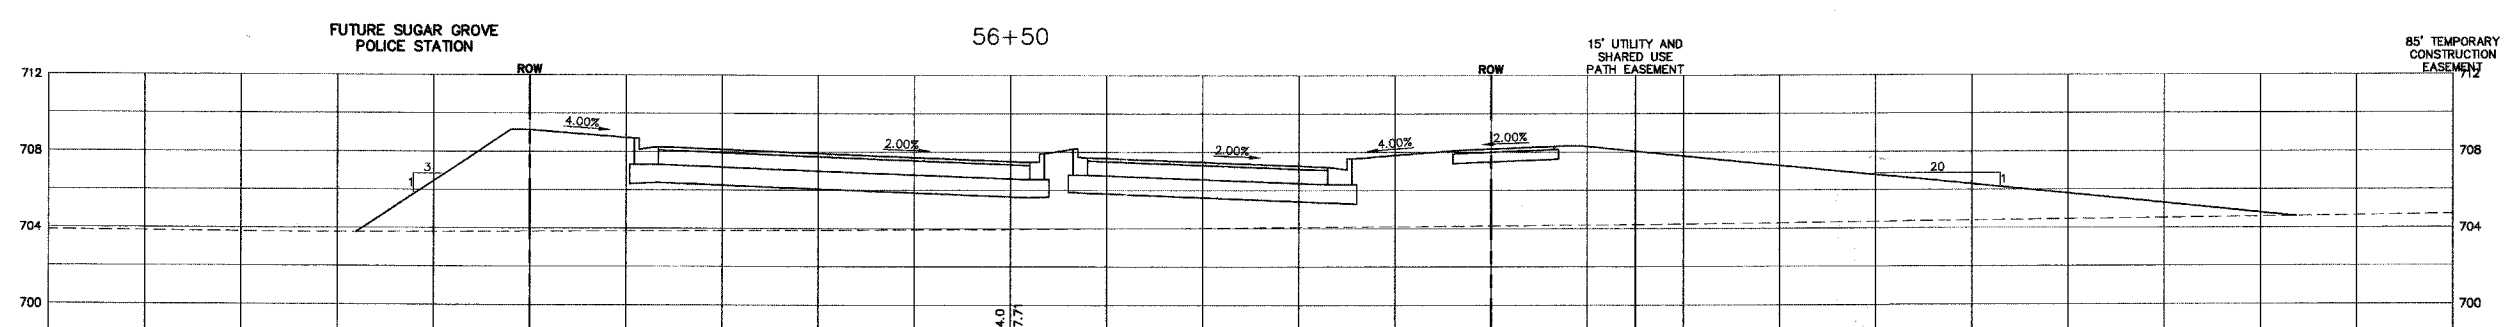 FUTURE SUGAR GROVE
POLICE STATION
56+50
15' UTILITY AND
SHARED USE
PATH EASEMENT
85' TEMPORARY
CONSTRUCTION
EASEMENT
712
ROW
ROW
712
4.00%
2.00%
2.00%
4.00%
2.00%
708
708
3
1
20
1
704
704
700
700
4.0
7.71